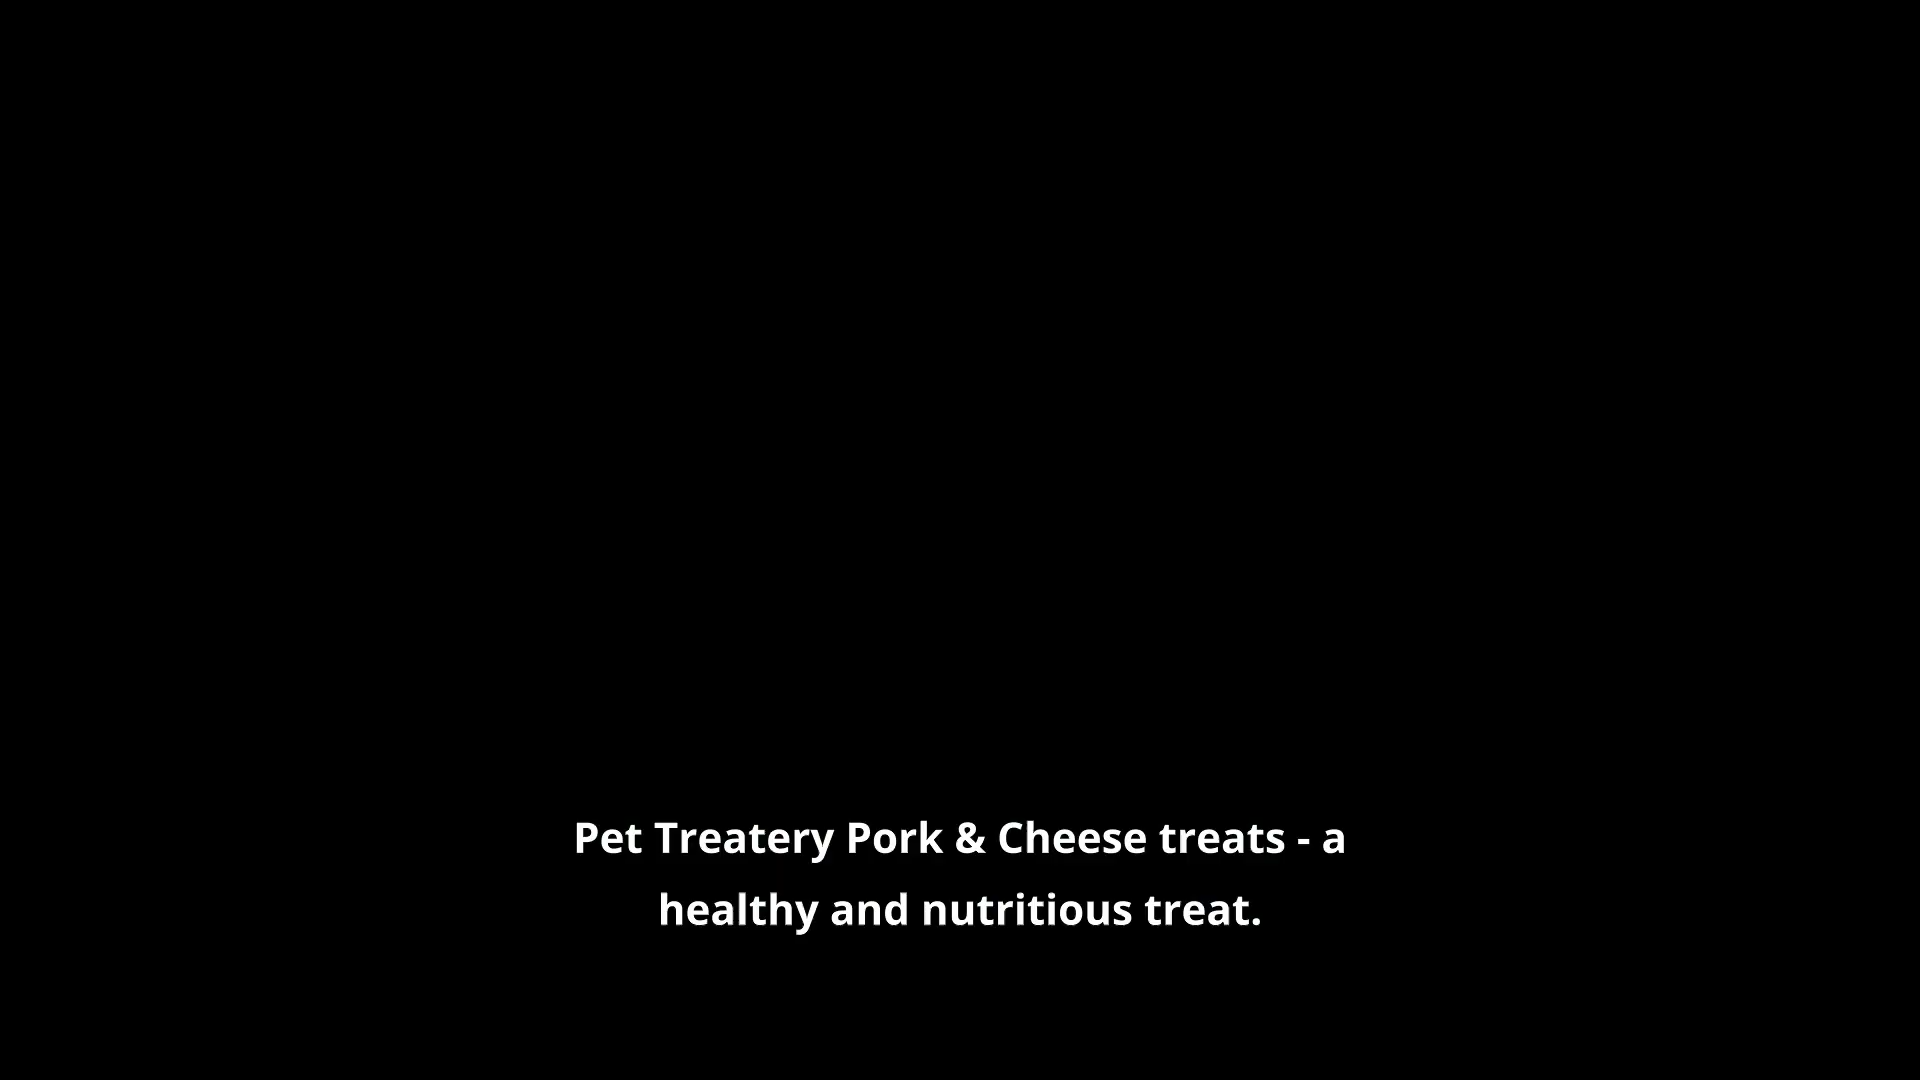 Pet Treatery Pork & Cheese treats - a
healthy and nutritious treat.